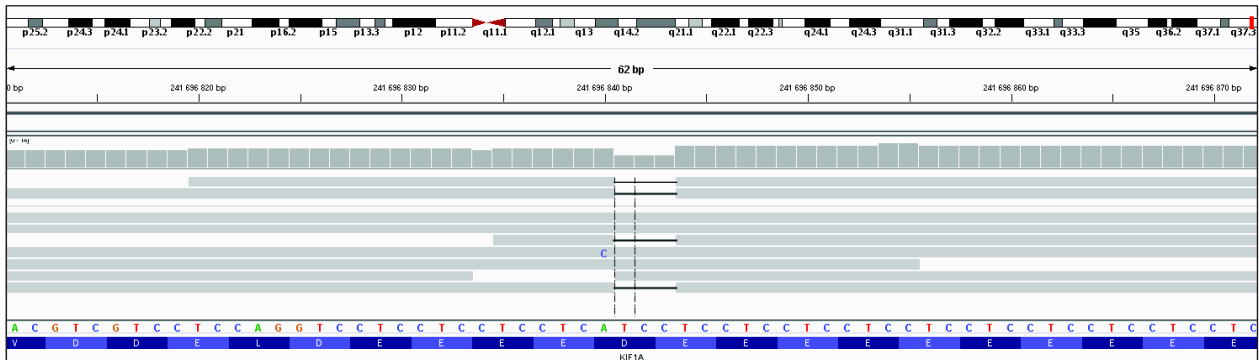 p25.2 p24.3 p24.1 p23.2 p22.2 p21 p16.2 p15 p13.3 p12 p11.2 q11.1 q12.1 q13 q14.2 q21.1 q22.1 q22.3 q24.1 q24.3 q31.1 q31.3 q32.2 q33.1 q33.3 q35 q36.2 q37.1 q37.3
62 bp
0 bp 241 696 820 bp 241 696 830 bp 241 696 840 bp 241 696 850 bp 241 696 860 bp 241 696 870 bp
C
A C G T C G T C C T C C A G G T C C T C C T C C T C C T C A T C C T C C T C C T C C T C C T C C T C C T C C T C C T C C T C
V D D E L D E E E E D E E E E E E E E E E
KIF1A